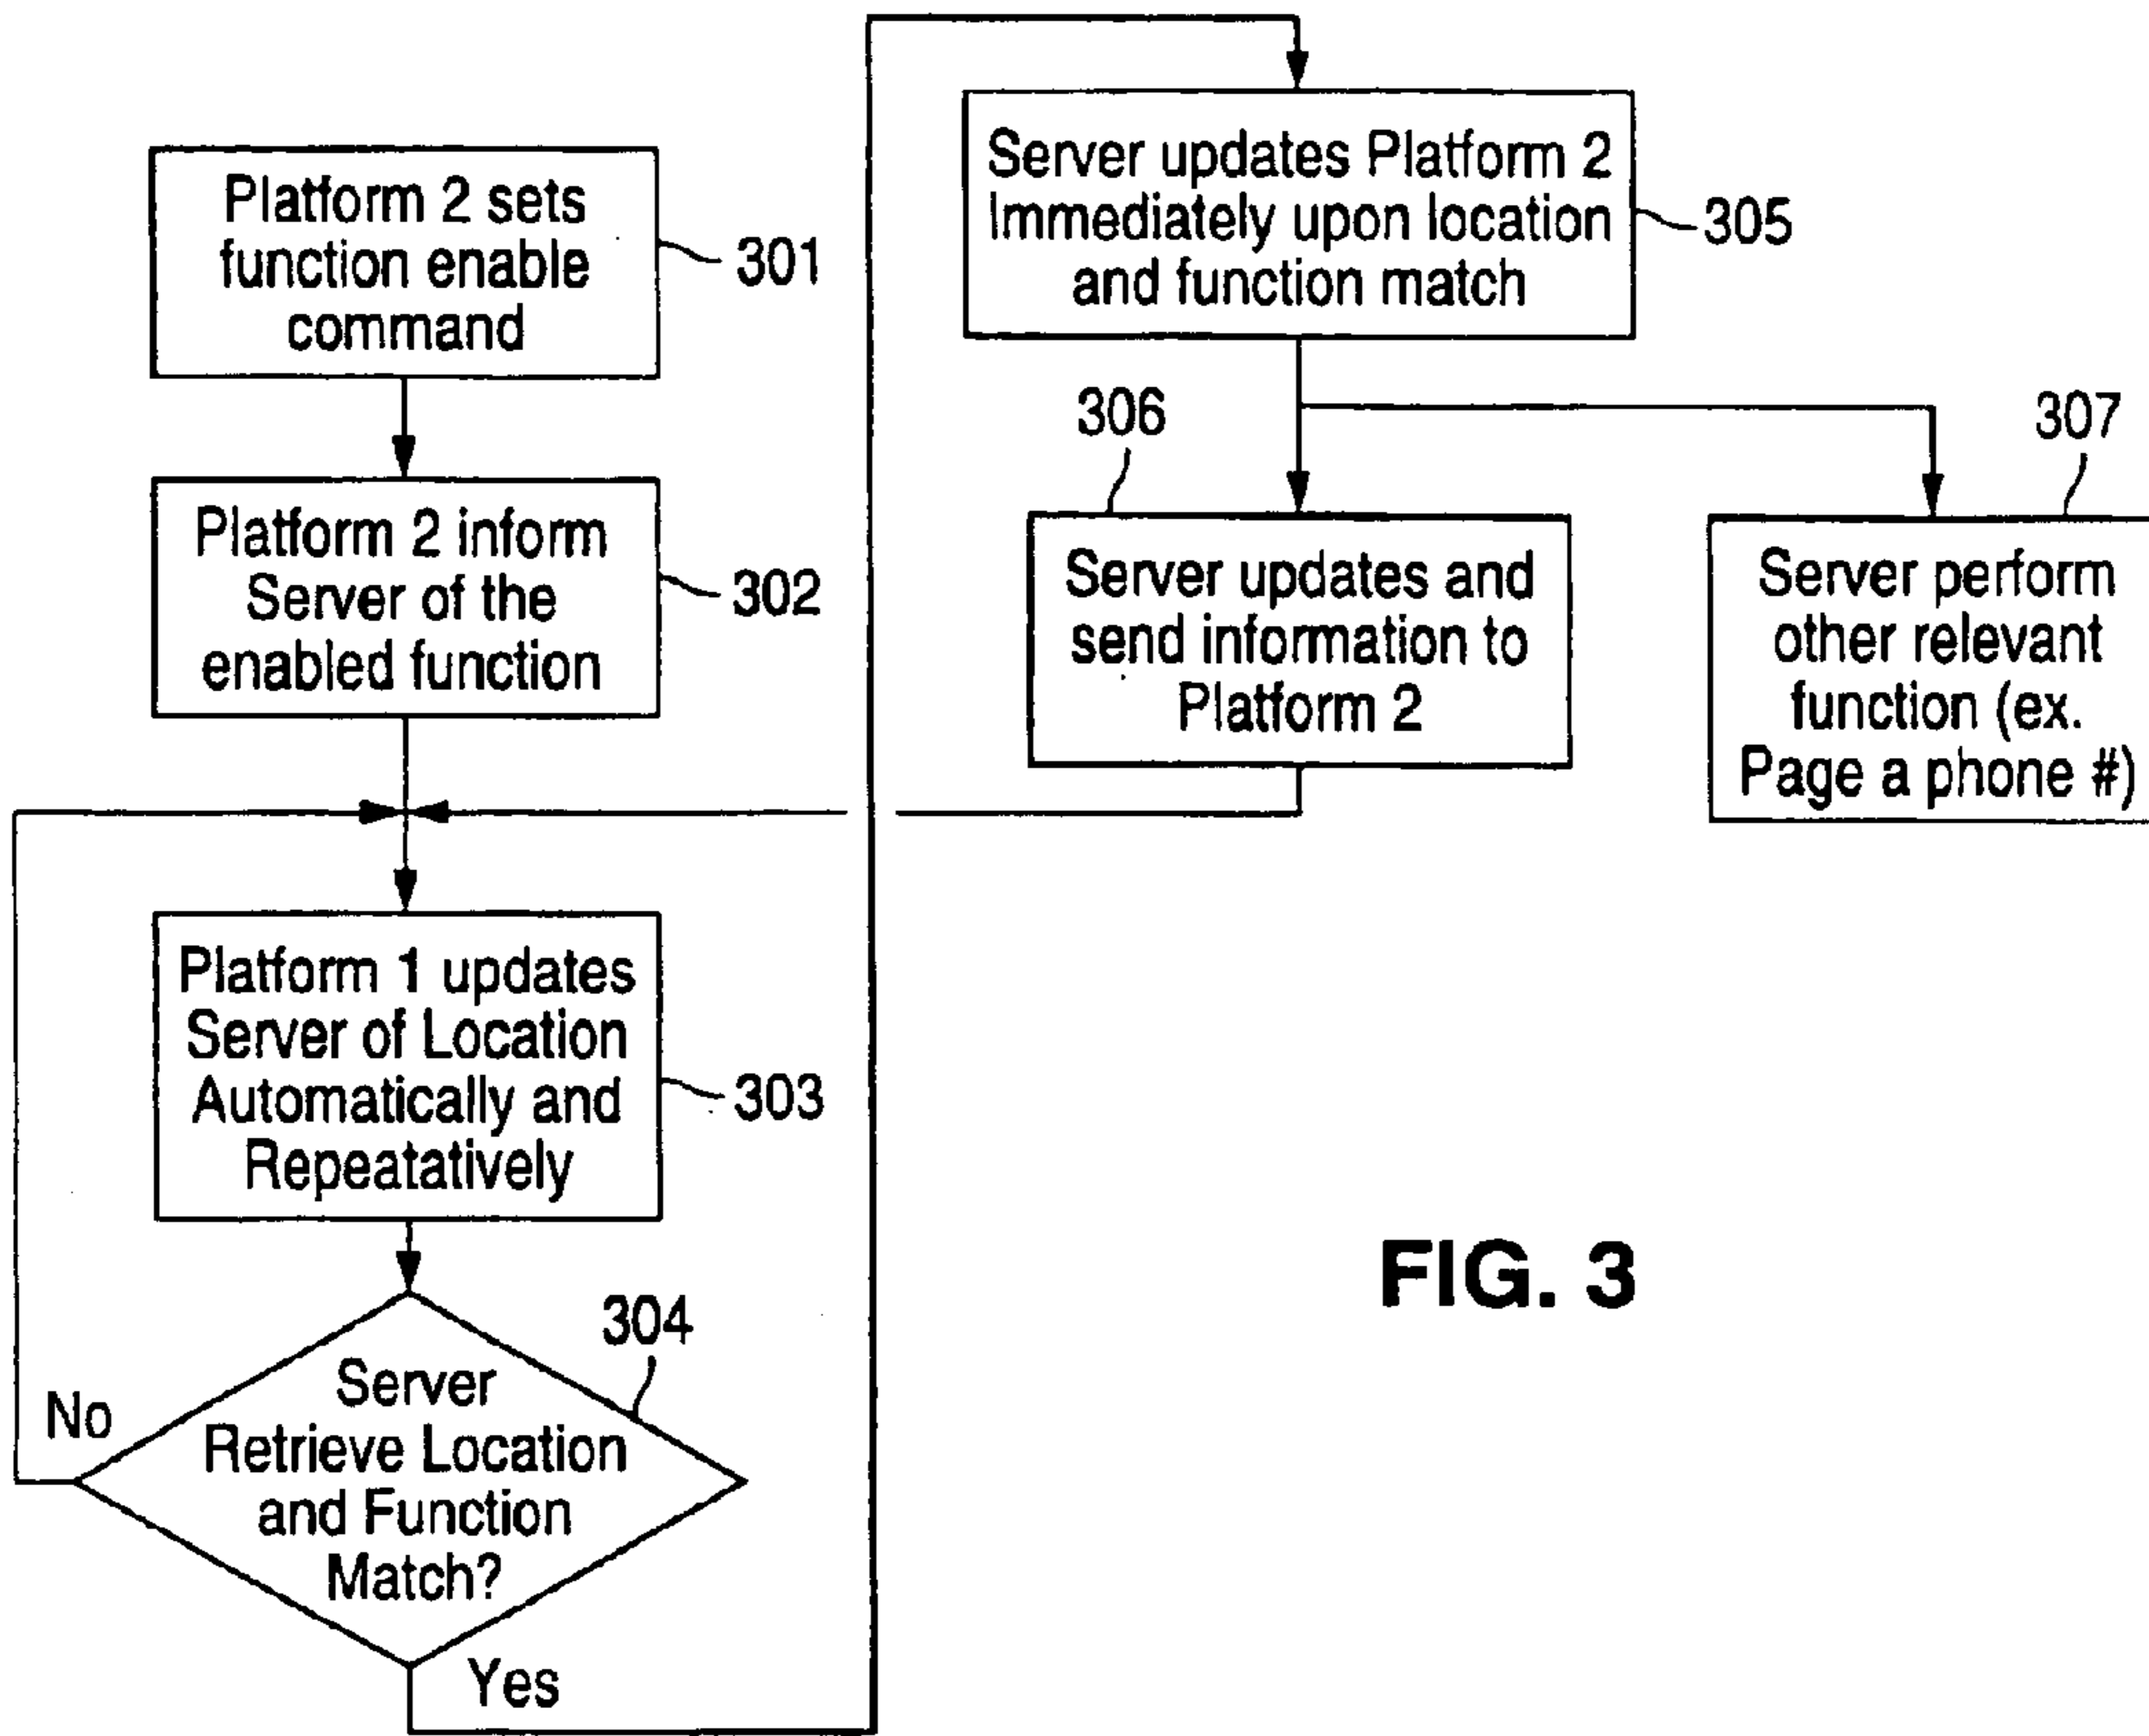 Platform 2 sets
function enable
command
301
Platform 2 inform
Server of the
enabled function
302
Platform 1 updates
Server of Location
Automatically and
Repeatatively
303
304
Server
Retrieve Location
and Function
Match?
No
Yes
Server updates Platform 2
Immediately upon location
and function match
305
306
Server updates and
send information to
Platform 2
307
Server perform
other relevant
function (ex.
Page a phone #)
FIG. 3